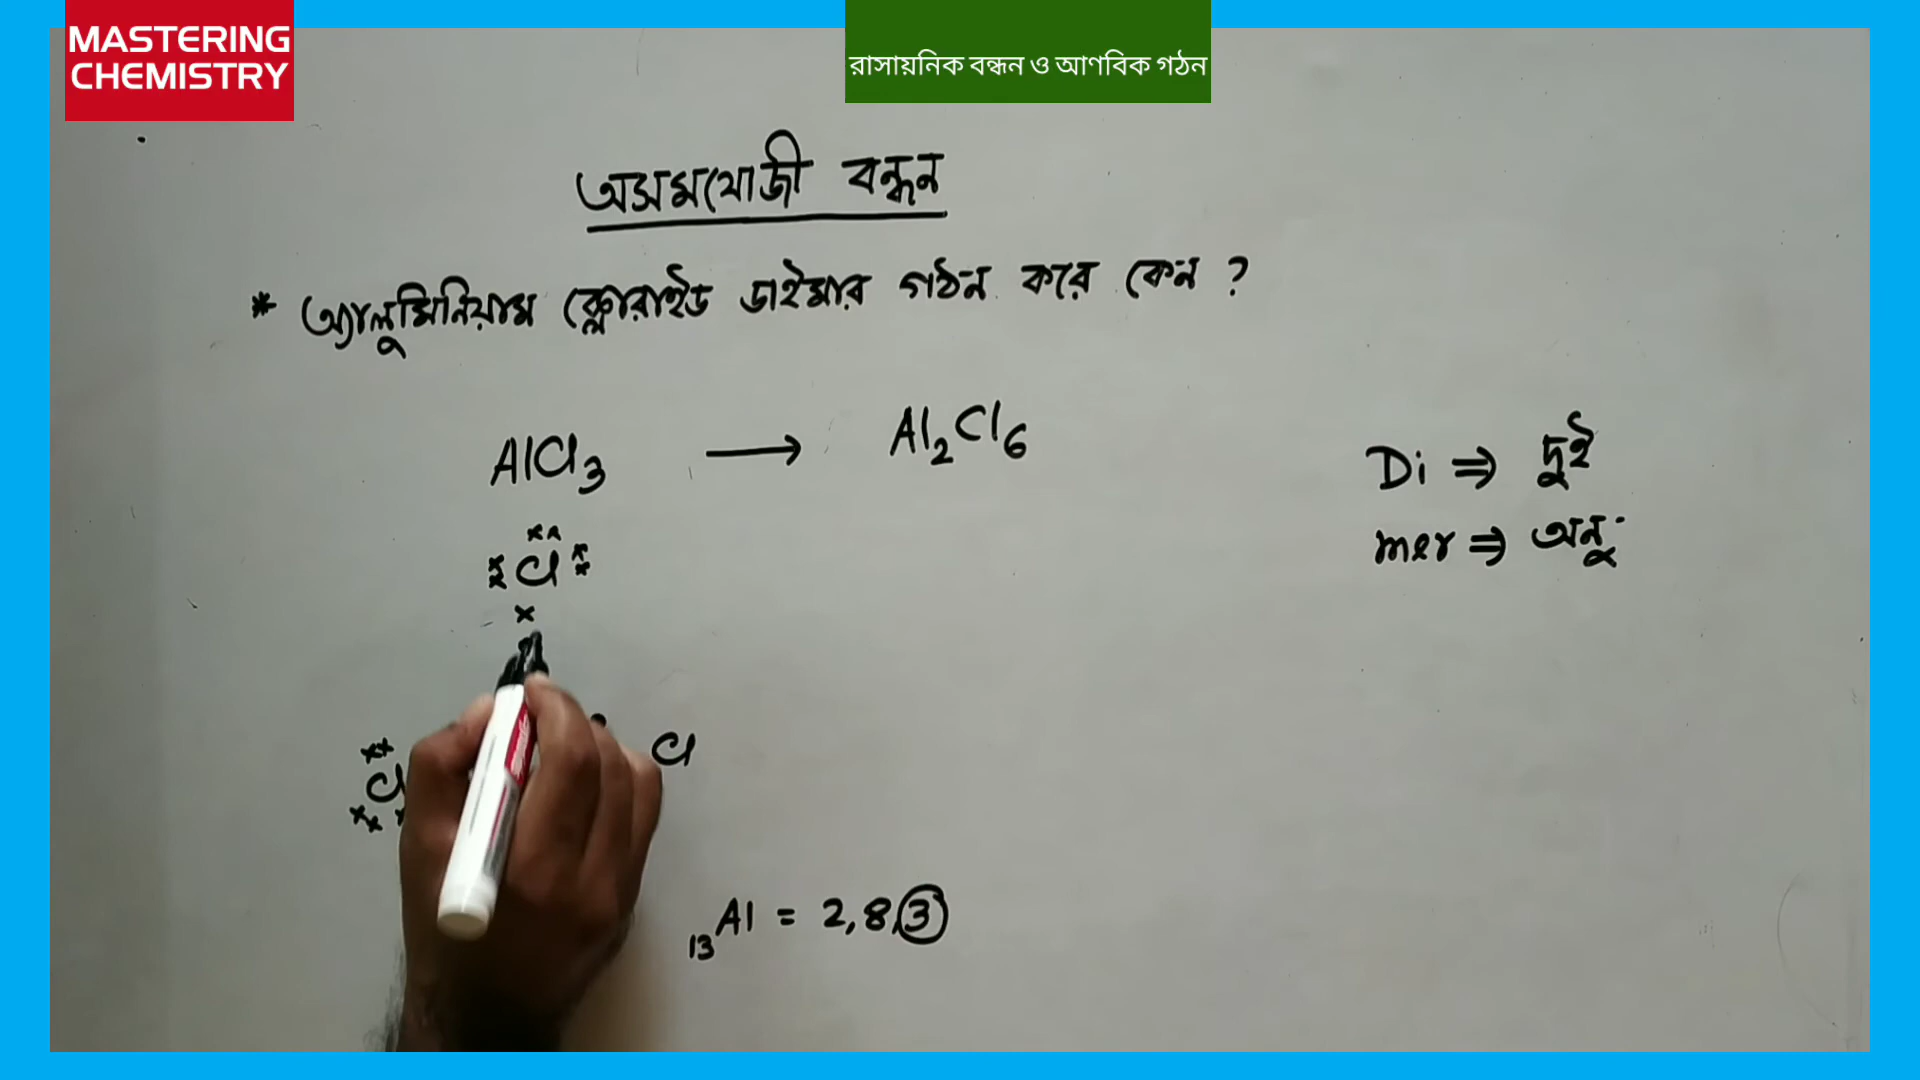 MASTERING
CHEMISTRY
রাসায়নিক বন্ধন ও আণবিক গঠন
অসমযোজী বন্ধন
* অ্যালুমিনিয়াম ক্লোরাইড ডাইমার গঠন করে কেন ?
AlCl₃ ⟶ Al₂Cl₆
Di ⇒ দুই
mer ⇒ অনু
Cl
Cl
Cl
₁₃Al = 2,8,3